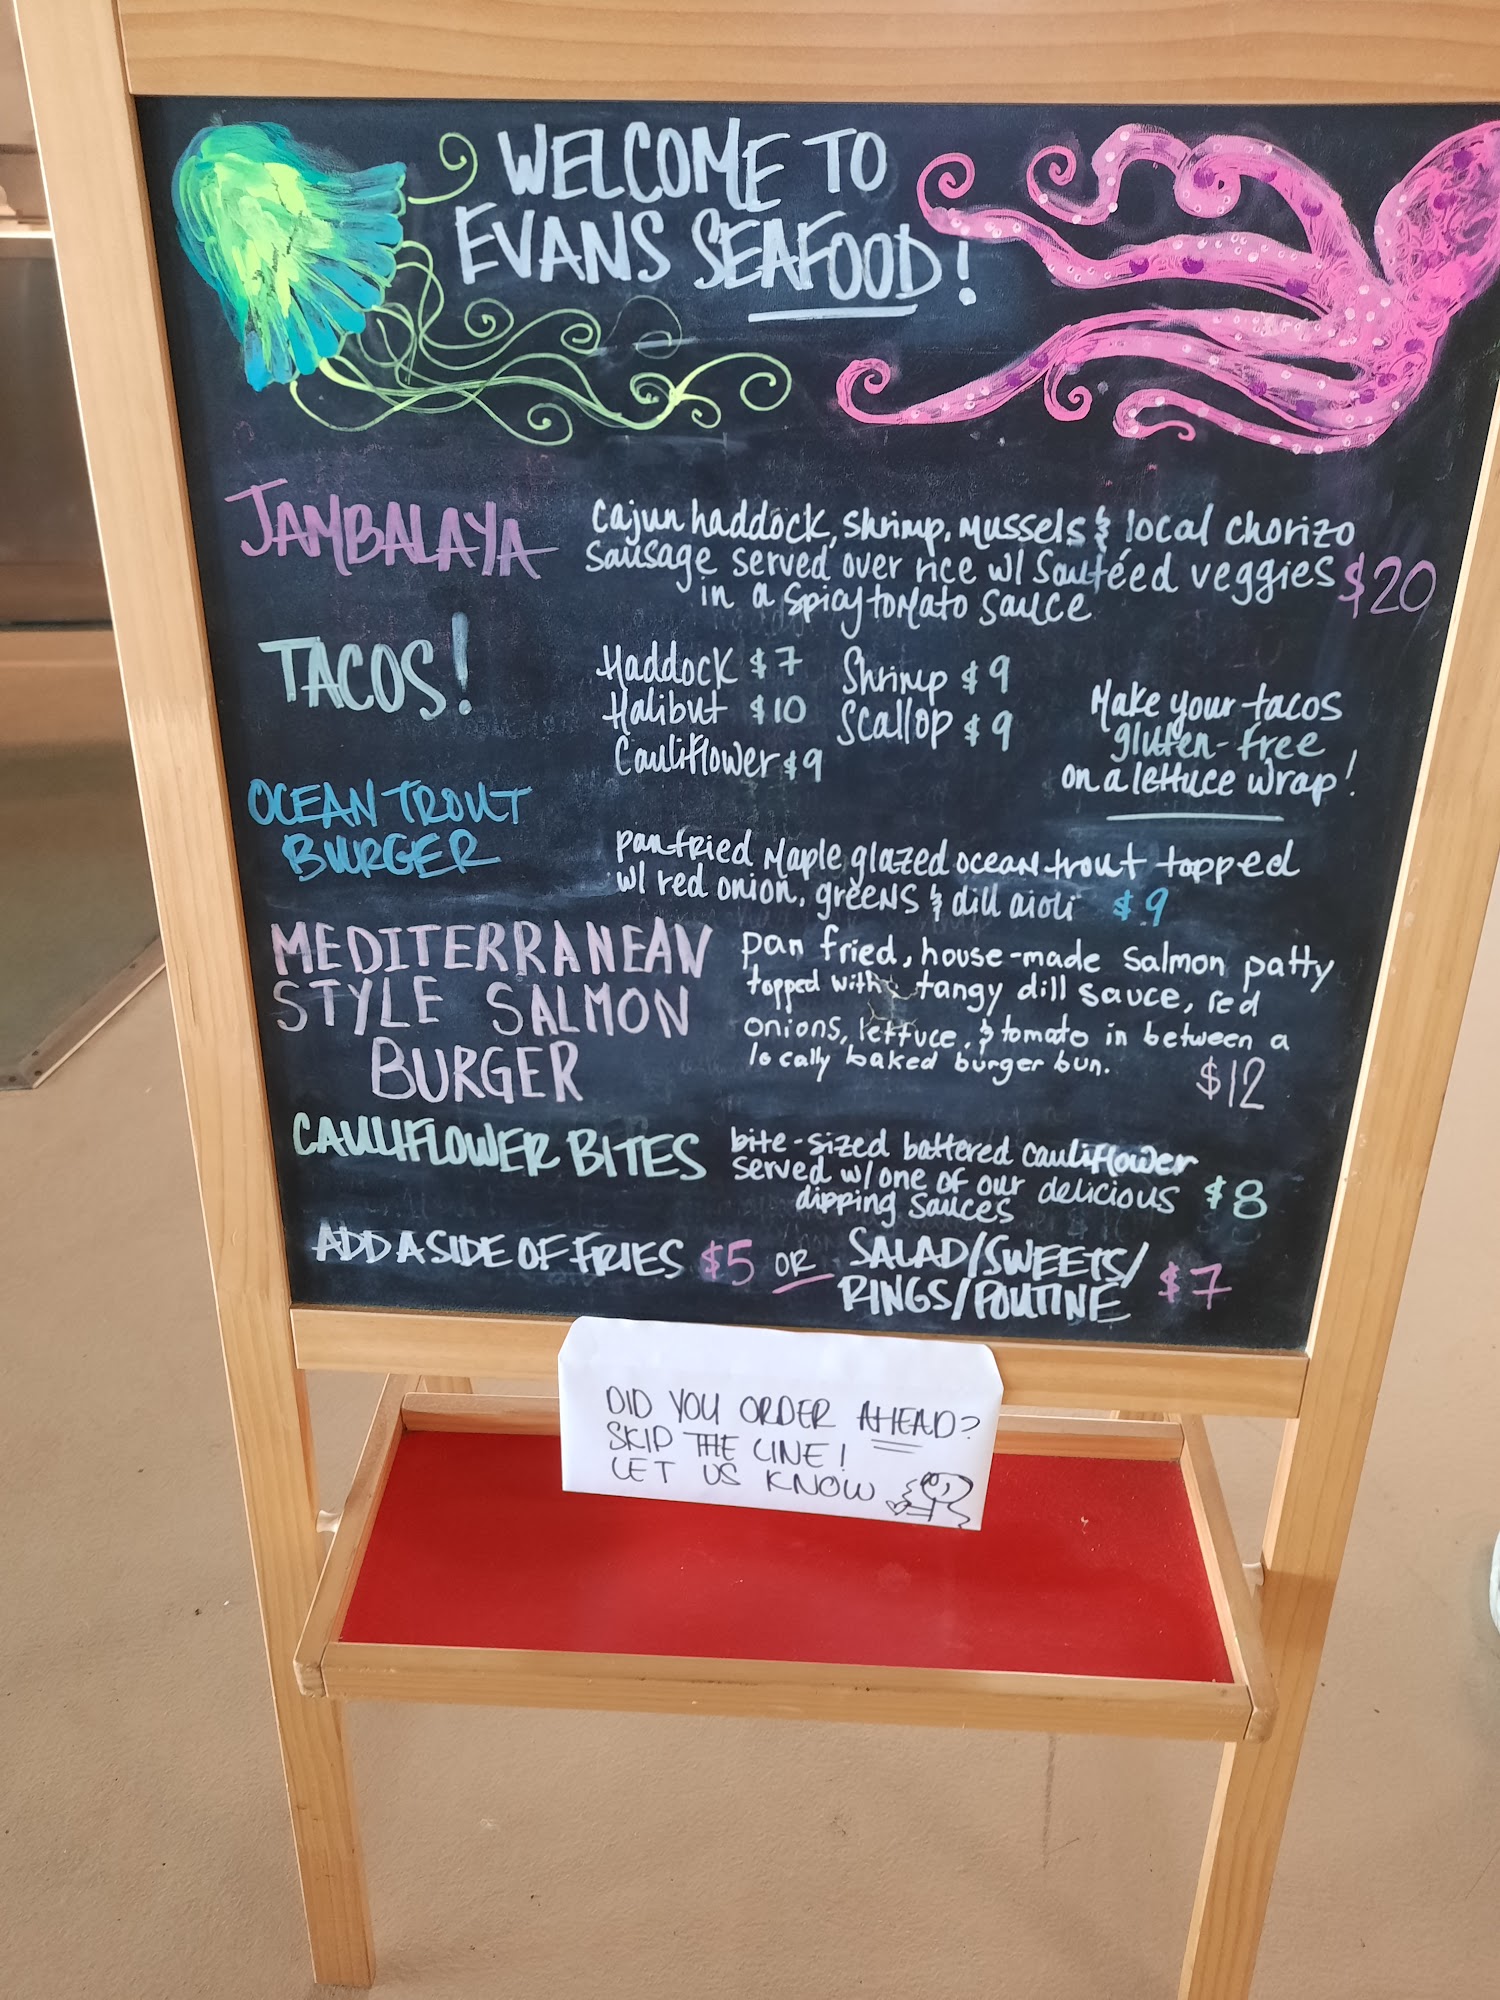 WELCOME TO
EVANS SEAFOOD!
JAMBALAYA
cajun haddock, shrimp, mussels & local chorizo
sausage served over rice w/ sautéed veggies $20
in a spicy tomato sauce
TACOS!
Haddock $7
Halibut $10
Cauliflower $9
Shrimp $9
Scallop $9
Make your tacos
gluten-free
on a lettuce wrap!
OCEAN TROUT
BURGER
pan fried maple glazed ocean trout topped
w/ red onion, greens & dill aioli $9
MEDITERRANEAN
STYLE SALMON
BURGER
pan fried, house-made salmon patty
topped with tangy dill sauce, red
onions, lettuce, & tomato in between a
locally baked burger bun.
$12
CAULIFLOWER BITES
bite-sized battered cauliflower
served w/ one of our delicious $8
dipping sauces
ADD A SIDE OF FRIES $5 OR SALAD/SWEETS/
RINGS/POUTINE $7
DID YOU ORDER AHEAD?
SKIP THE LINE!
LET US KNOW